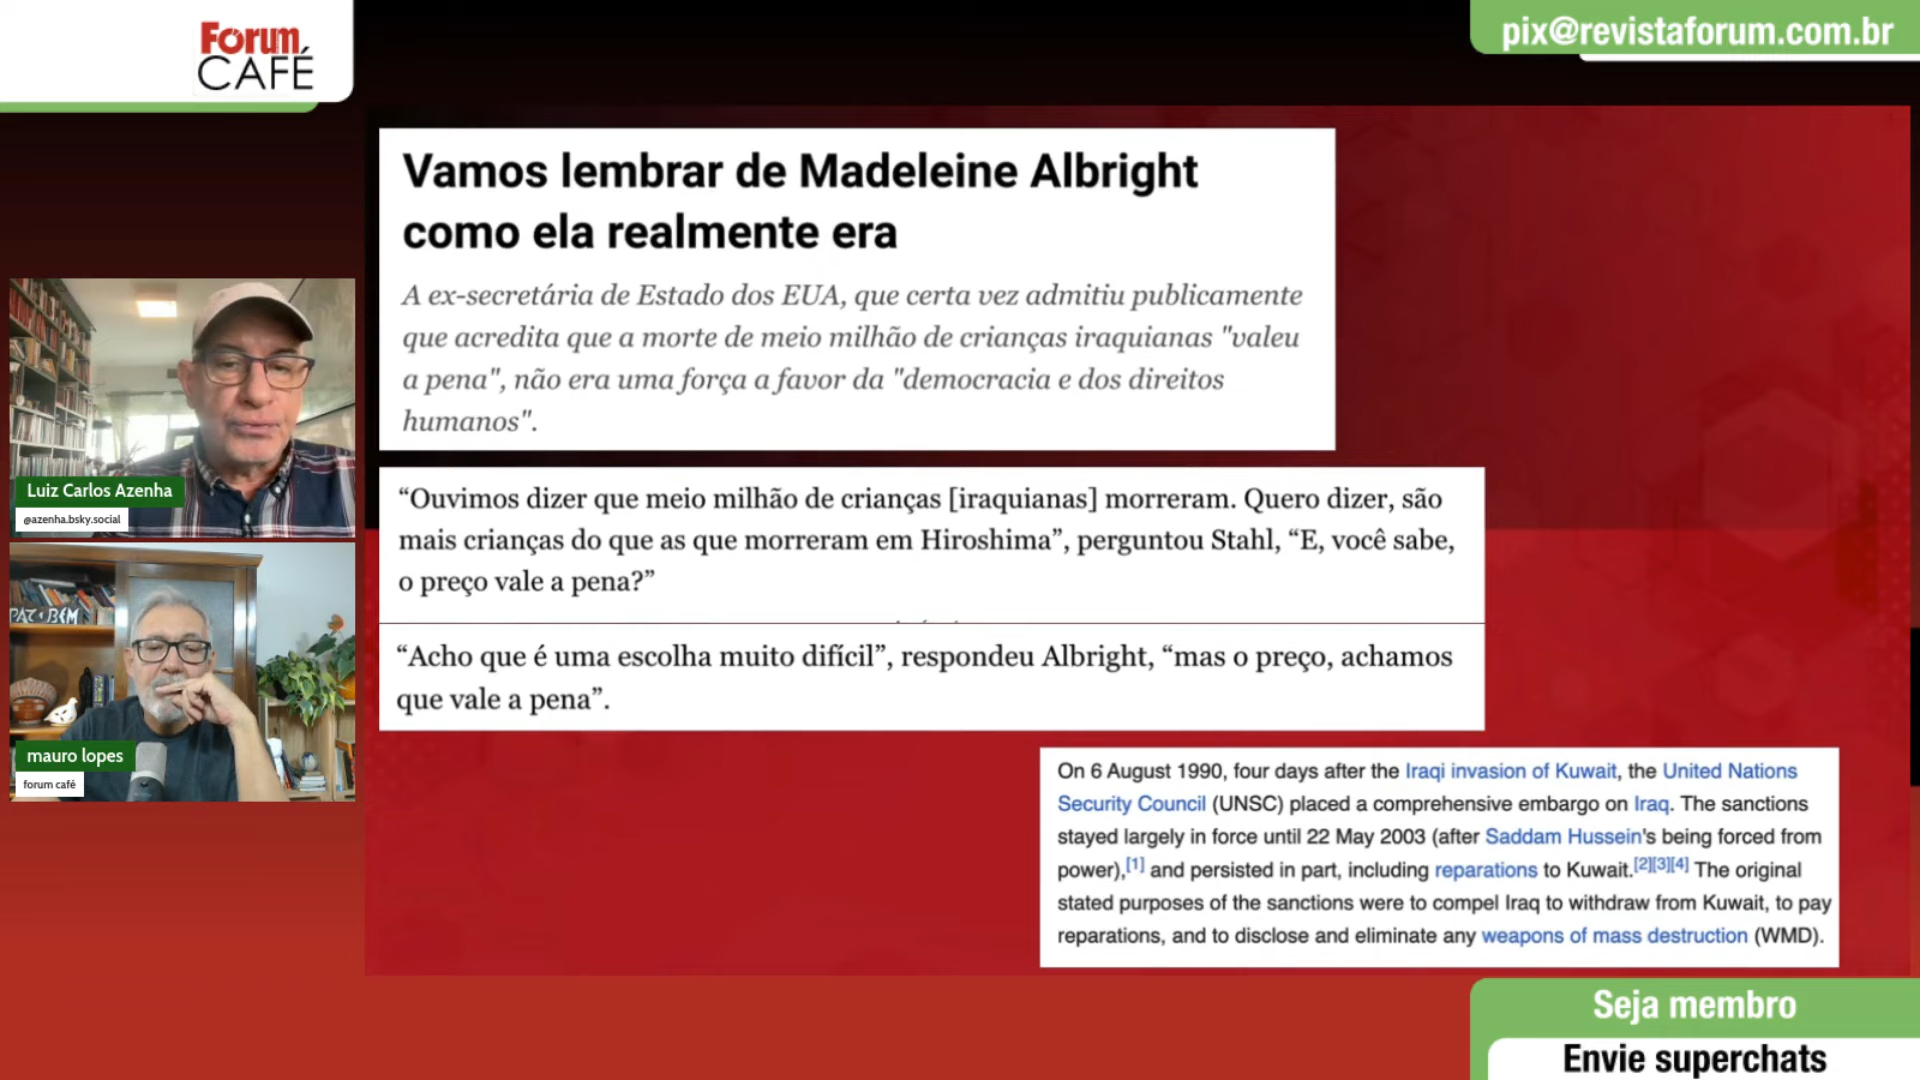 Forum
CAFÉ
pix@revistaforum.com.br
Vamos lembrar de Madeleine Albright
como ela realmente era
A ex-secretária de Estado dos EUA, que certa vez admitiu publicamente
que acredita que a morte de meio milhão de crianças iraquianas "valeu
a pena", não era uma força a favor da "democracia e dos direitos
humanos".
“Ouvimos dizer que meio milhão de crianças [iraquianas] morreram. Quero dizer, são
mais crianças do que as que morreram em Hiroshima”, perguntou Stahl, “E, você sabe,
o preço vale a pena?”
“Acho que é uma escolha muito difícil”, respondeu Albright, “mas o preço, achamos
que vale a pena”.
On 6 August 1990, four days after the Iraqi invasion of Kuwait, the United Nations
Security Council (UNSC) placed a comprehensive embargo on Iraq. The sanctions
stayed largely in force until 22 May 2003 (after Saddam Hussein's being forced from
power),[1] and persisted in part, including reparations to Kuwait.[2][3][4] The original
stated purposes of the sanctions were to compel Iraq to withdraw from Kuwait, to pay
reparations, and to disclose and eliminate any weapons of mass destruction (WMD).
Luiz Carlos Azenha
@azenha.bsky.social
PAZ E BEM
mauro lopes
forum café
Seja membro
Envie superchats